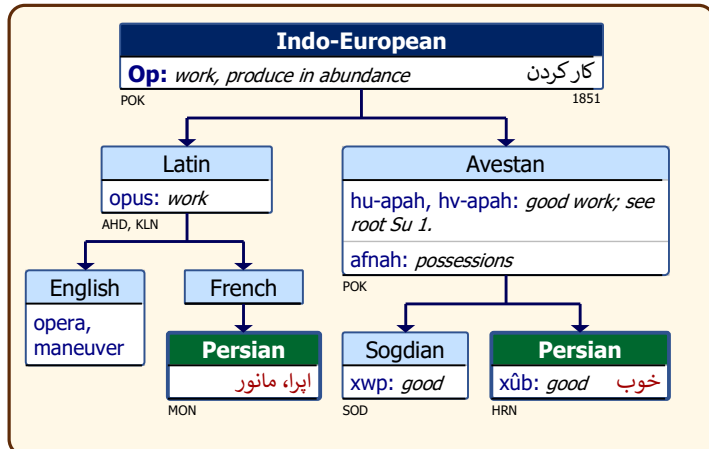 Indo-European
Op: work, produce in abundance کار کردن
POK 1851
Latin
opus: work
AHD, KLN
Avestan
hu-apah, hv-apah: good work; see
root Su 1.
afnah: possessions
POK
English
opera,
maneuver
French
Persian
اپرا، مانور
MON
Sogdian
xwp: good
SOD
Persian
xûb: good خوب
HRN